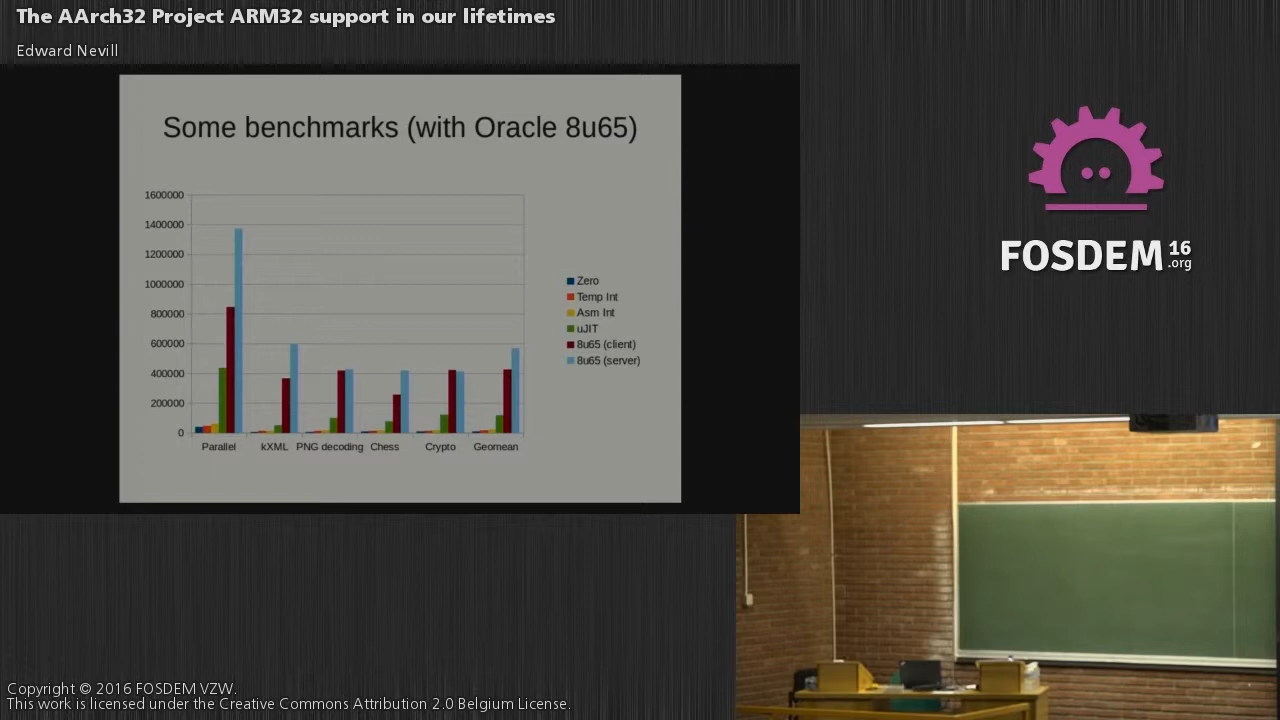 The AArch32 Project ARM32 support in our lifetimes
Edward Nevill
Some benchmarks (with Oracle 8u65)
1600000
1400000
1200000
1000000
800000
600000
400000
200000
0
Parallel kXML PNG decoding Chess Crypto Geomean
Zero
Temp Int
Asm Int
uJIT
8u65 (client)
8u65 (server)
FOSDEM 16 .org
Copyright © 2016 FOSDEM VZW.
This work is licensed under the Creative Commons Attribution 2.0 Belgium License.